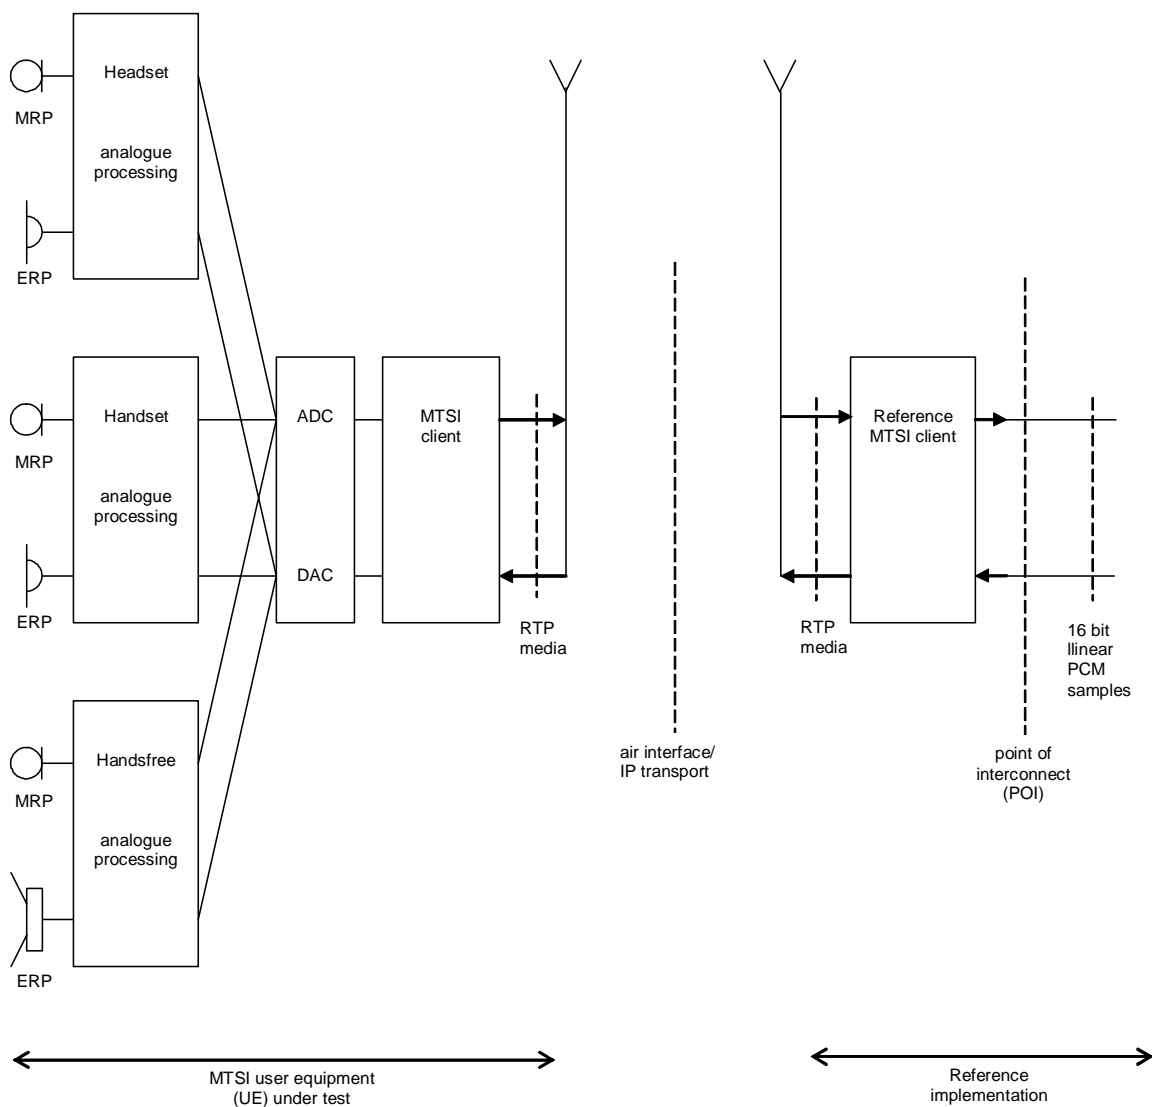 Headset
MRP
analogue
processing
ERP
Handset
MRP
analogue
processing
ERP
ADC
DAC
MTSI
client
RTP
media
Handsfree
MRP
analogue
processing
ERP
air interface/
IP transport
Reference
MTSI client
RTP
media
16 bit
llinear
PCM
samples
point of
interconnect
(POI)
MTSI user equipment
(UE) under test
Reference
implementation